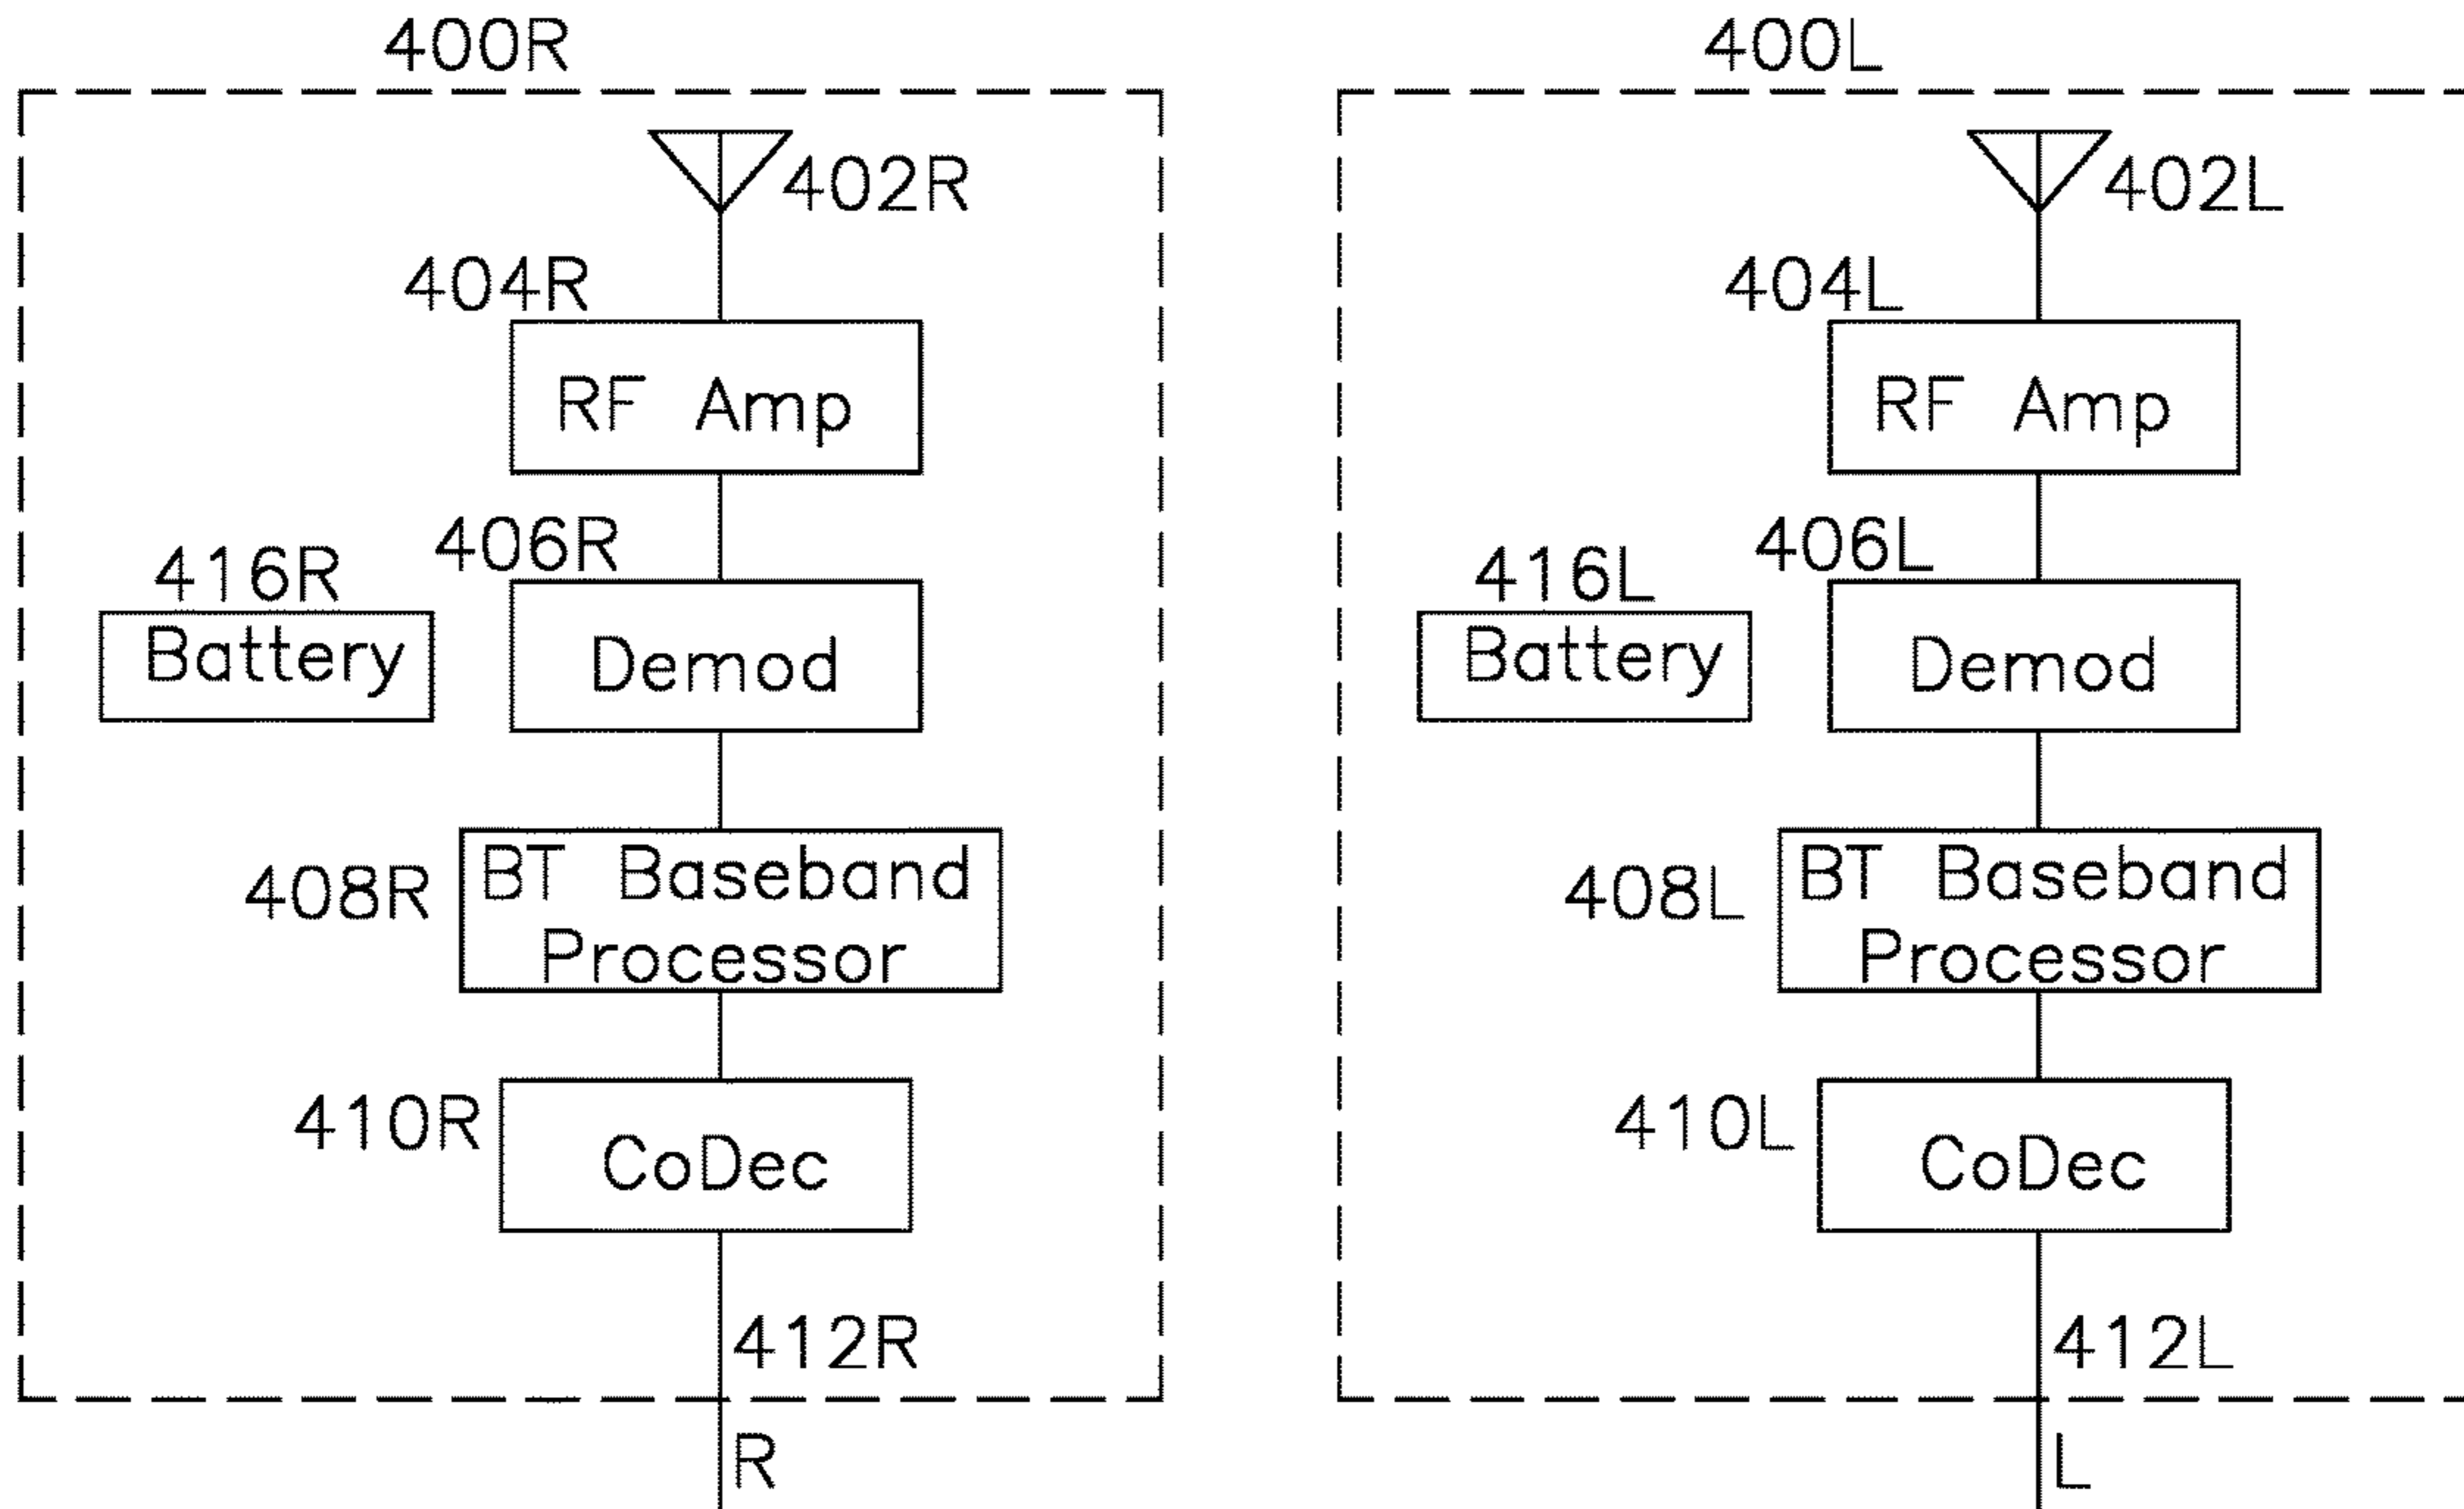 400R
402R
404R
RF Amp
406R
416R
Battery
Demod
408R
BT Baseband
Processor
410R
CoDec
412R
R
400L
402L
404L
RF Amp
406L
416L
Battery
Demod
408L
BT Baseband
Processor
410L
CoDec
412L
L